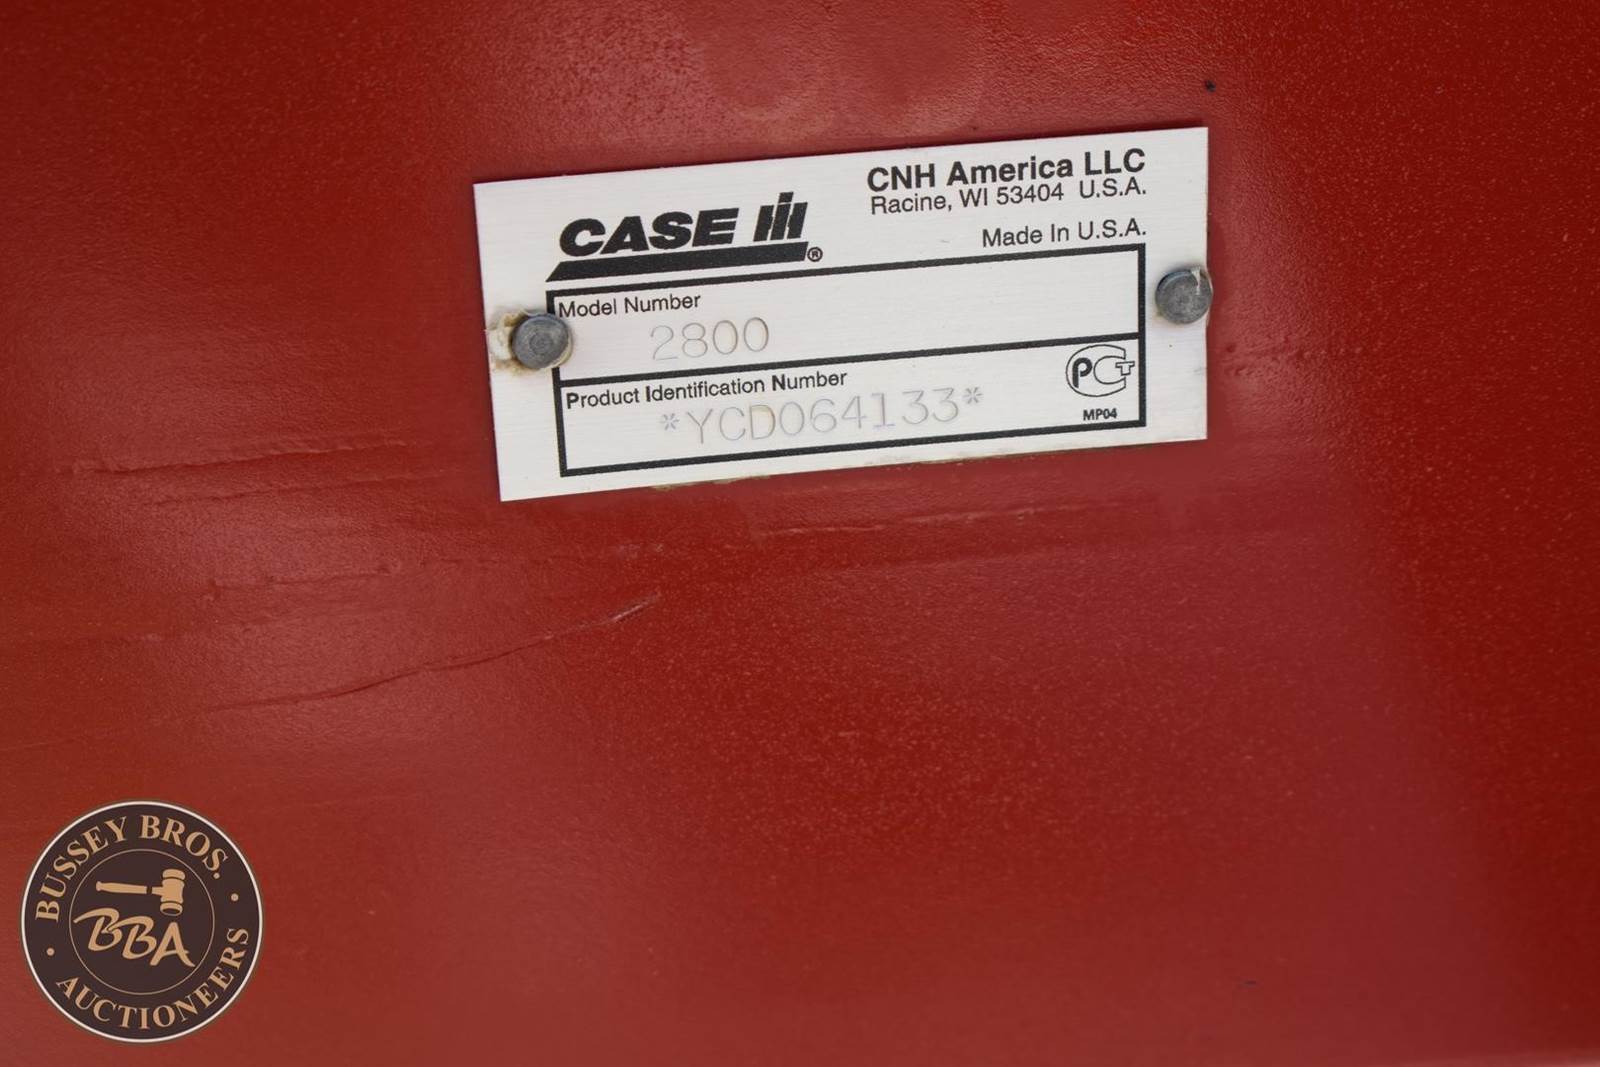 CASE IH®
CNH America LLC
Racine, WI 53404 U.S.A.
Made In U.S.A.
Model Number
2800
Product Identification Number
*YCD064133*
PCT
MP04
BUSSEY BROS.
BBA
AUCTIONEERS